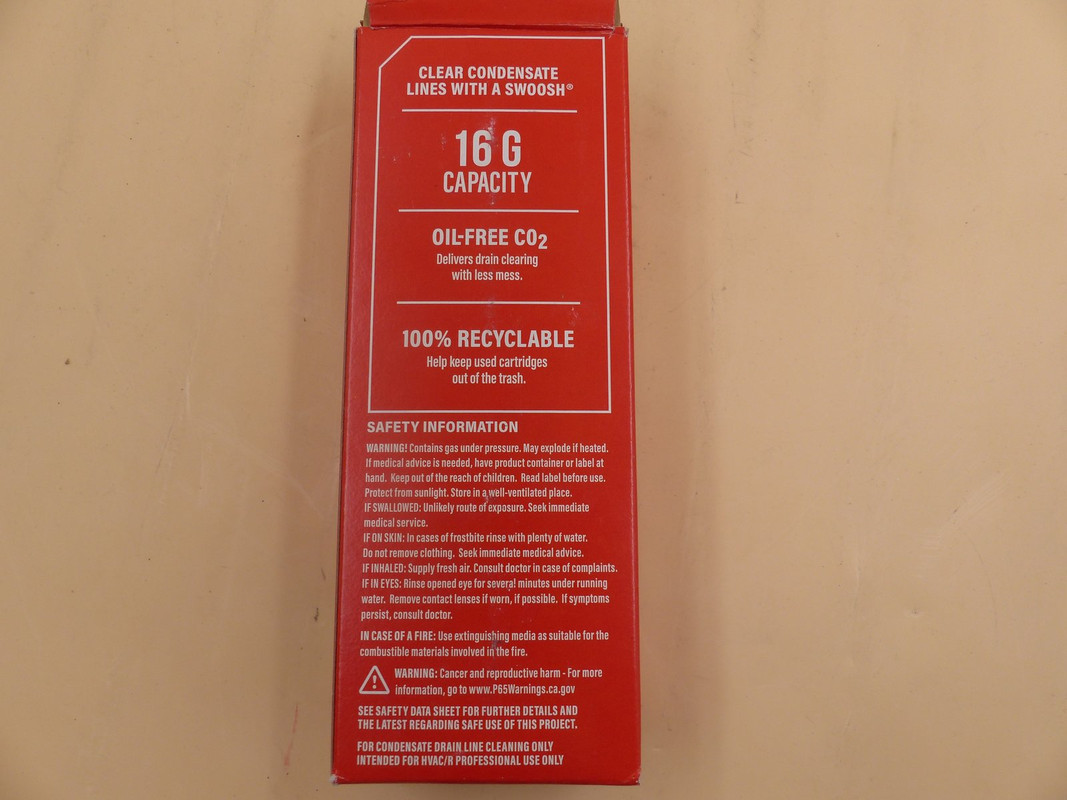 CLEAR CONDENSATE
LINES WITH A SWOOSH®
16 G
CAPACITY
OIL-FREE CO2
Delivers drain clearing
with less mess.
100% RECYCLABLE
Help keep used cartridges
out of the trash.
SAFETY INFORMATION
WARNING! Contains gas under pressure. May explode if heated.
If medical advice is needed, have product container or label at
hand. Keep out of the reach of children. Read label before use.
Protect from sunlight. Store in a well-ventilated place.
IF SWALLOWED: Unlikely route of exposure. Seek immediate
medical service.
IF ON SKIN: In cases of frostbite rinse with plenty of water.
Do not remove clothing. Seek immediate medical advice.
IF INHALED: Supply fresh air. Consult doctor in case of complaints.
IF IN EYES: Rinse opened eye for several minutes under running
water. Remove contact lenses if worn, if possible. If symptoms
persist, consult doctor.
IN CASE OF A FIRE: Use extinguishing media as suitable for the
combustible materials involved in the fire.
WARNING: Cancer and reproductive harm - For more
information, go to www.P65Warnings.ca.gov
SEE SAFETY DATA SHEET FOR FURTHER DETAILS AND
THE LATEST REGARDING SAFE USE OF THIS PROJECT.
FOR CONDENSATE DRAIN LINE CLEANING ONLY
INTENDED FOR HVAC/R PROFESSIONAL USE ONLY